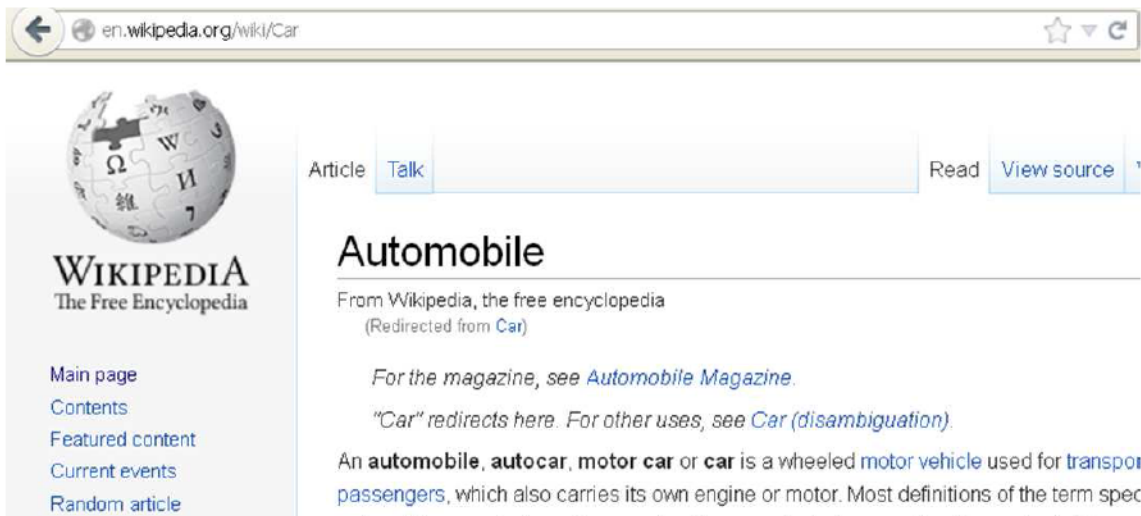 en.wikipedia.org/wiki/Car
Article Talk Read View source
Automobile
WIKIPEDIA
The Free Encyclopedia
From Wikipedia, the free encyclopedia
(Redirected from Car)
Main page
Contents
Featured content
Current events
Random article
For the magazine, see Automobile Magazine.
"Car" redirects here. For other uses, see Car (disambiguation).
An automobile, autocar, motor car or car is a wheeled motor vehicle used for
passengers, which also carries its own engine or motor. Most definitions of the term